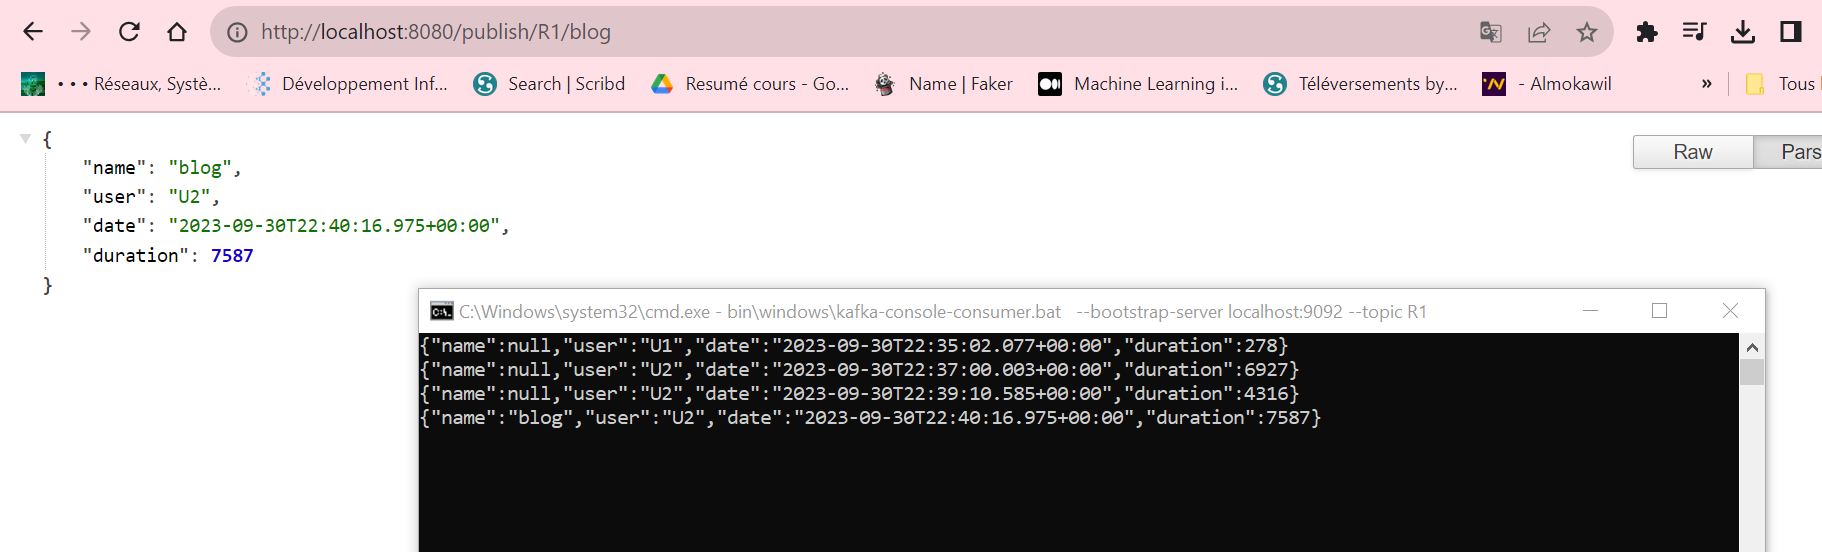 http://localhost:8080/publish/R1/blog
• • • Réseaux, Systè... Développement Inf... Search | Scribd Resumé cours - Go... Name | Faker Machine Learning i... Téléversements by... - Almokawil » Tous
{
"name": "blog",
"user": "U2",
"date": "2023-09-30T22:40:16.975+00:00",
"duration": 7587
}
Raw Pars
C:\Windows\system32\cmd.exe - bin\windows\kafka-console-consumer.bat --bootstrap-server localhost:9092 --topic R1
{"name":null,"user":"U1","date":"2023-09-30T22:35:02.077+00:00","duration":278}
{"name":null,"user":"U2","date":"2023-09-30T22:37:00.003+00:00","duration":6927}
{"name":null,"user":"U2","date":"2023-09-30T22:39:10.585+00:00","duration":4316}
{"name":"blog","user":"U2","date":"2023-09-30T22:40:16.975+00:00","duration":7587}